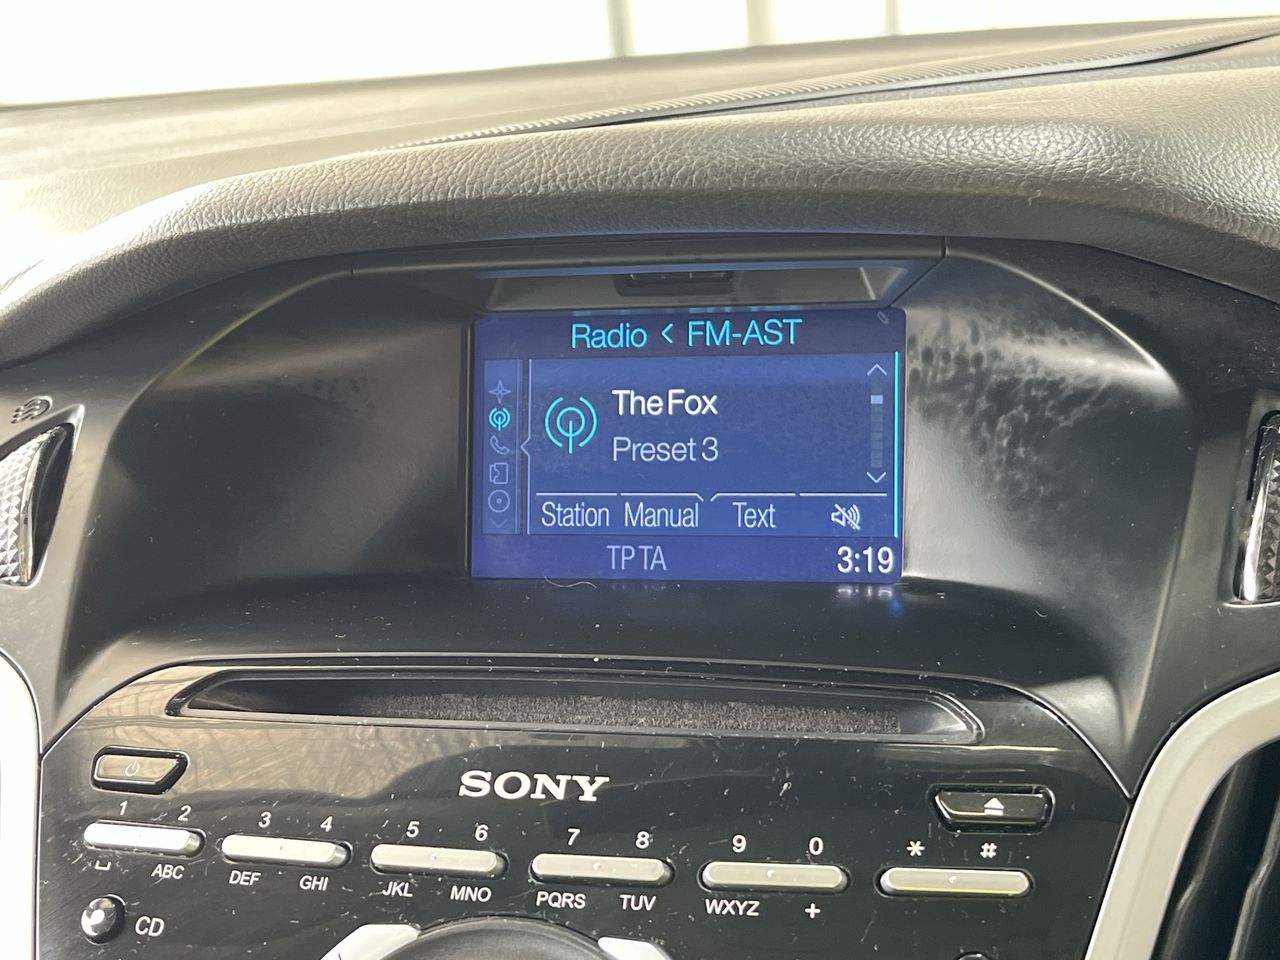 Radio < FM-AST
The Fox
Preset 3
Station Manual Text
TP TA 3:19
SONY
1 2 3 4 5 6 7 8 9 0 * #
⎵ ABC DEF GHI JKL MNO PQRS TUV WXYZ +
CD